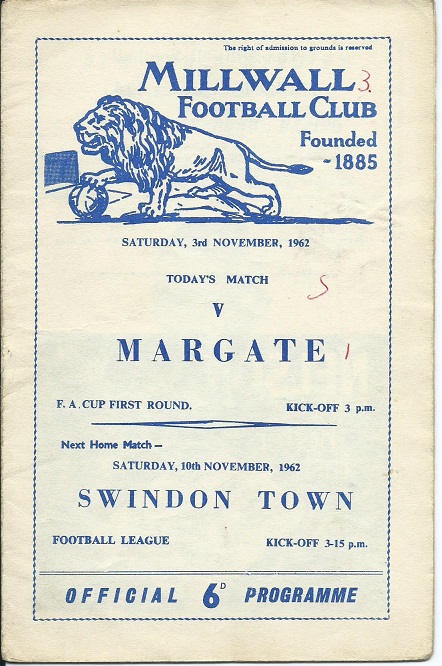 The right of admission to grounds is reserved
MILLWALL 3.
FOOTBALL CLUB
Founded
- 1885
SATURDAY, 3rd NOVEMBER, 1962
TODAY'S MATCH
V
MARGATE 1
F. A. CUP FIRST ROUND. KICK-OFF 3 p.m.
Next Home Match —
SATURDAY, 10th NOVEMBER, 1962
SWINDON TOWN
FOOTBALL LEAGUE KICK-OFF 3-15 p.m.
OFFICIAL 6D PROGRAMME